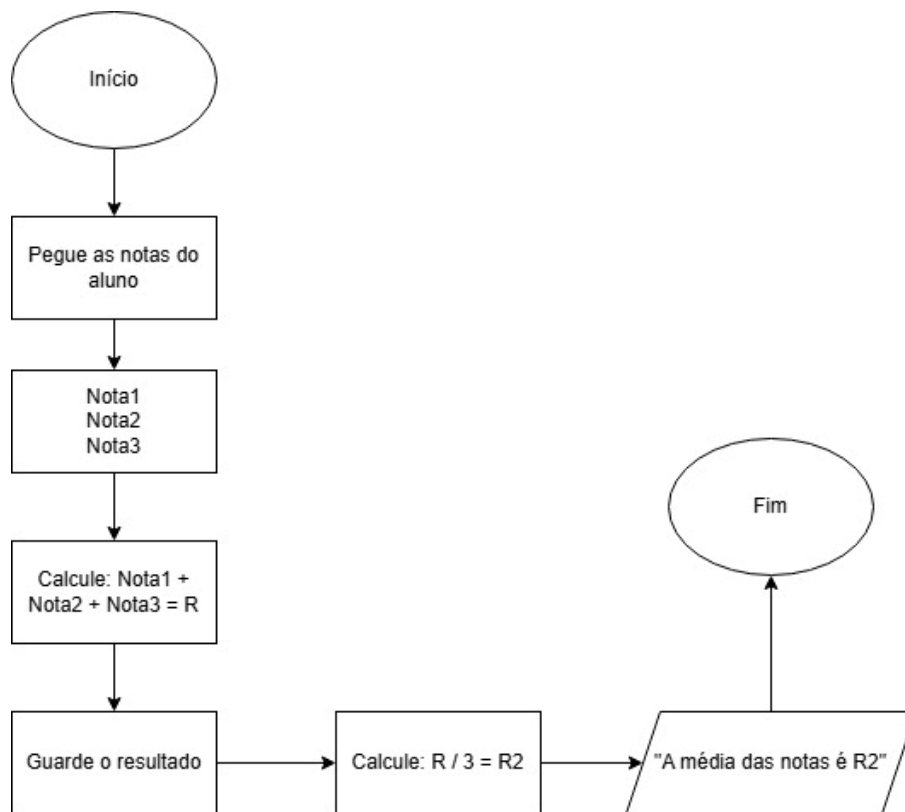 Início
Pegue as notas do
aluno
Nota1
Nota2
Nota3
Calcule: Nota1 +
Nota2 + Nota3 = R
Guarde o resultado
Calcule: R / 3 = R2
"A média das notas é R2"
Fim